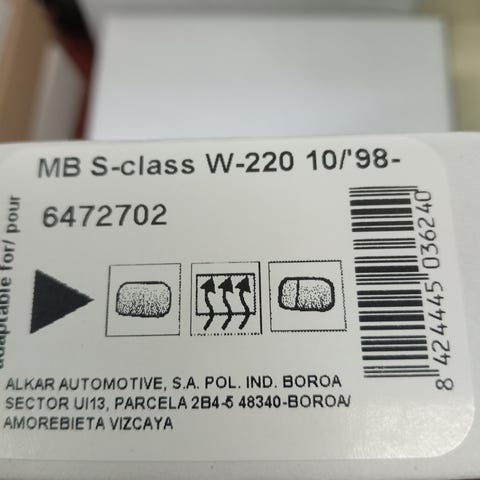 MB S-class W-220 10/'98-
6472702
adaptable for/ pour
8 424445 036240
ALKAR AUTOMOTIVE, S.A. POL. IND. BOROA
SECTOR UI13, PARCELA 2B4-5 48340-BOROA/
AMOREBIETA VIZCAYA